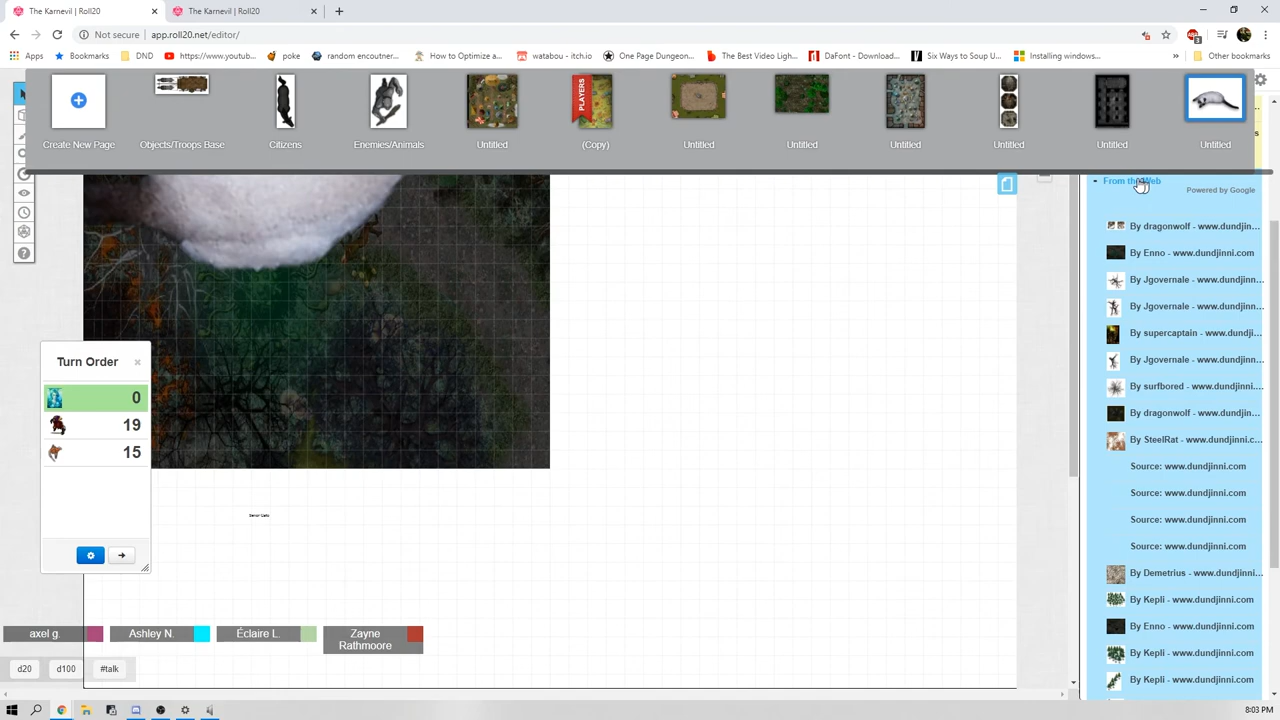 The Karnevil | Roll20
The Karnevil | Roll20
Not secure | app.roll20.net/editor/
Apps
Bookmarks
DND
https://www.youtub...
poke
random encoutner...
How to Optimize a...
watabou - itch.io
One Page Dungeon...
The Best Video Ligh...
DaFont - Download...
Six Ways to Soup U...
Installing windows...
»
Other bookmarks
PLAYERS
Create New Page
Objects/Troops Base
Citizens
Enemies/Animals
Untitled
(Copy)
Untitled
Untitled
Untitled
Untitled
Untitled
Untitled
From the Web
Powered by Google
By dragonwolf - www.dundjin...
By Enno - www.dundjinni.com
By Jgovernale - www.dundjinn...
By Jgovernale - www.dundjinn...
By supercaptain - www.dundji...
By Jgovernale - www.dundjinn...
By surfbored - www.dundjinni....
By dragonwolf - www.dundjin...
By SteelRat - www.dundjinni.c...
Source: www.dundjinni.com
Source: www.dundjinni.com
Source: www.dundjinni.com
Source: www.dundjinni.com
By Demetrius - www.dundjinni...
By Kepli - www.dundjinni.com
By Enno - www.dundjinni.com
By Kepli - www.dundjinni.com
By Kepli - www.dundjinni.com
Turn Order
0
19
15
axel g.
Ashley N.
Éclaire L.
Zayne
Rathmoore
d20
d100
#talk
8:03 PM